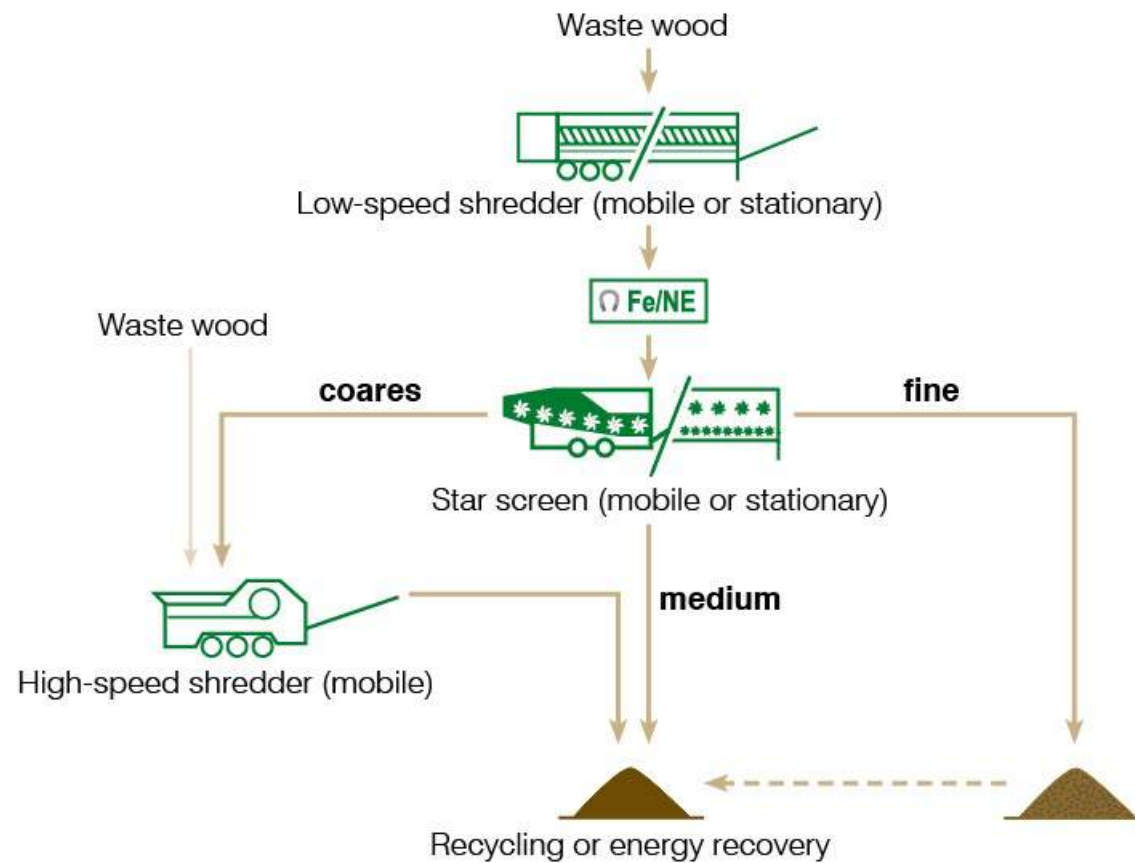 Waste wood
Low-speed shredder (mobile or stationary)
Fe/NE
Waste wood
coares
fine
Star screen (mobile or stationary)
medium
High-speed shredder (mobile)
Recycling or energy recovery